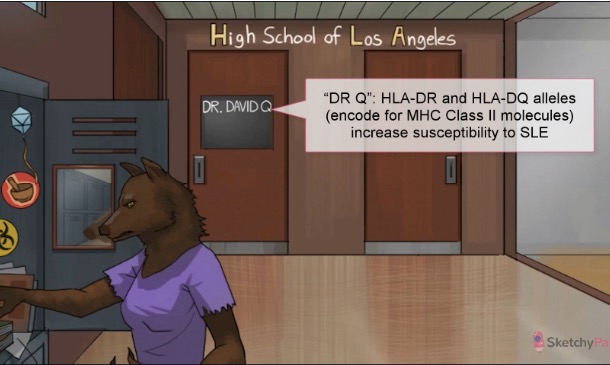 High School of Los Angeles
DR. DAVID Q
“DR Q”: HLA-DR and HLA-DQ alleles
(encode for MHC Class II molecules)
increase susceptibility to SLE